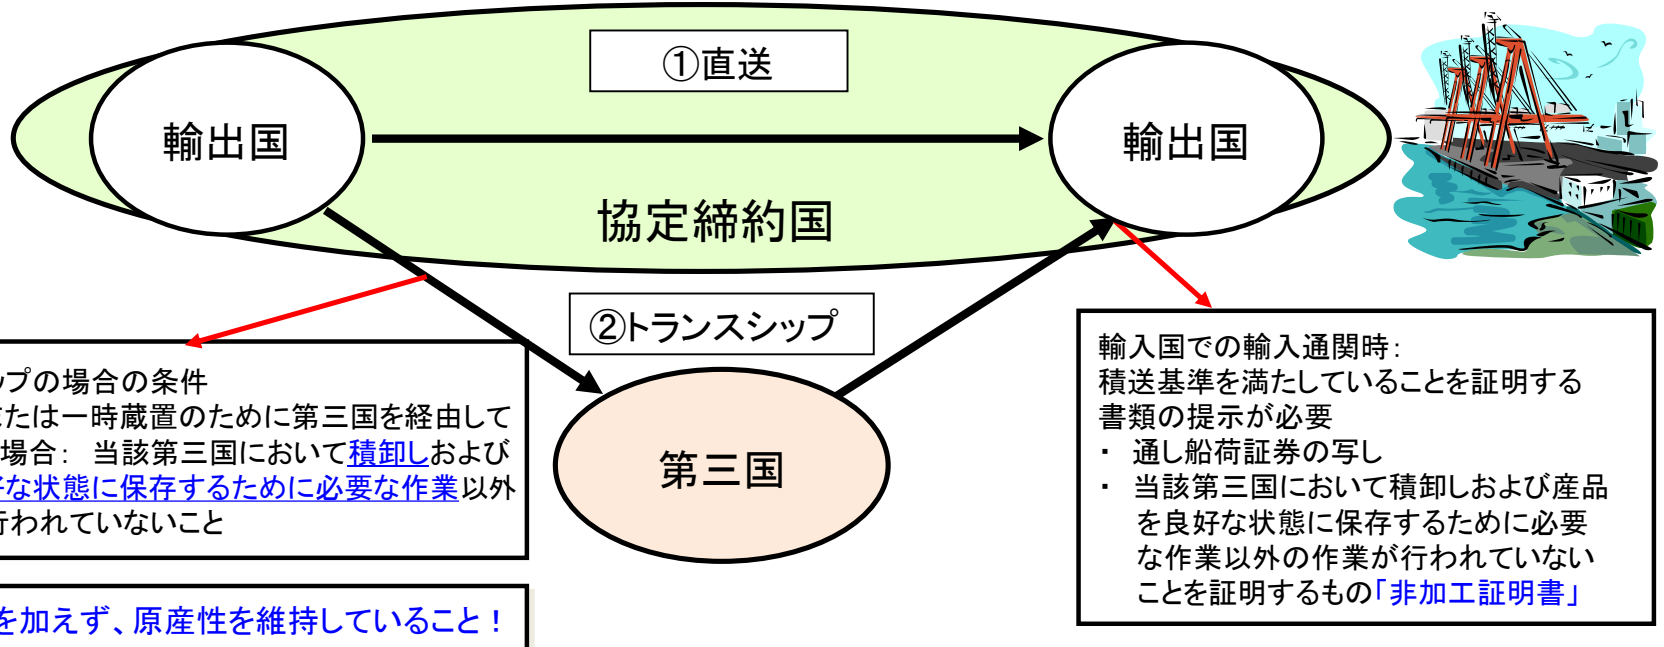 ①直送
輸出国
輸出国
協定締約国
②トランスシップ
第三国
ップの場合の条件
たは一時蔵置のために第三国を経由して
場合： 当該第三国において積卸しおよび
な状態に保存するために必要な作業以外
行われていないこと
を加えず、原産性を維持していること！
輸入国での輸入通関時：
積送基準を満たしていることを証明する
書類の提示が必要
・ 通し船荷証券の写し
・ 当該第三国において積卸しおよび産品
を良好な状態に保存するために必要
な作業以外の作業が行われていない
ことを証明するもの「非加工証明書」